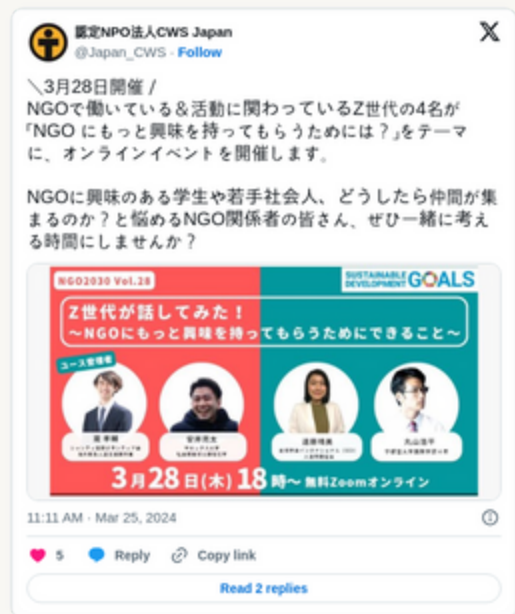 認定NPO法人CWS Japan
@Japan_CWS · Follow
＼3月28日開催 /
NGOで働いている＆活動に関わっているZ世代の4名が
「NGO にもっと興味を持ってもらうためには？」をテーマ
に、オンラインイベントを開催します。
NGOに興味のある学生や若手社会人、どうしたら仲間が集
まるのか？と悩めるNGO関係者の皆さん、ぜひ一緒に考え
る時間にしませんか？
NGO2030 Vol.28
SUSTAINABLE
DEVELOPMENT GOALS
Z世代が話してみた！
〜NGOにもっと興味を持ってもらうためにできること〜
ユース登壇者
3月28日(木) 18時〜 無料Zoomオンライン
11:11 AM · Mar 25, 2024
5 Reply Copy link
Read 2 replies